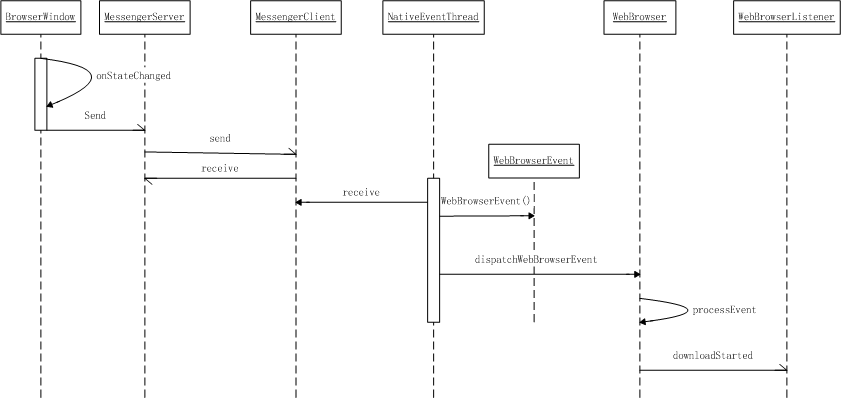 BrowserWindow
MessengerServer
MessengerClient
NativeEventThread
WebBrowser
WebBrowserListener
onStateChanged
Send
send
WebBrowserEvent
receive
receive
WebBrowserEvent()
dispatchWebBrowserEvent
processEvent
downloadStarted